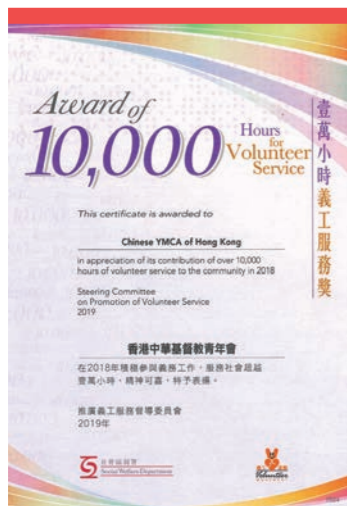 Award of
10,000
Hours
for
Volunteer
Service
壹萬小時義工服務獎
This certificate is awarded to
Chinese YMCA of Hong Kong
in appreciation of its contribution of over 10,000
hours of volunteer service to the community in 2018
Steering Committee
on Promotion of Volunteer Service
2019
香港中華基督教青年會
在2018年積極參與義務工作，服務社會超越
壹萬小時，精神可嘉，特予表揚。
推廣義工服務督導委員會
2019年
社會福利署
Social Welfare Department
Volunteer